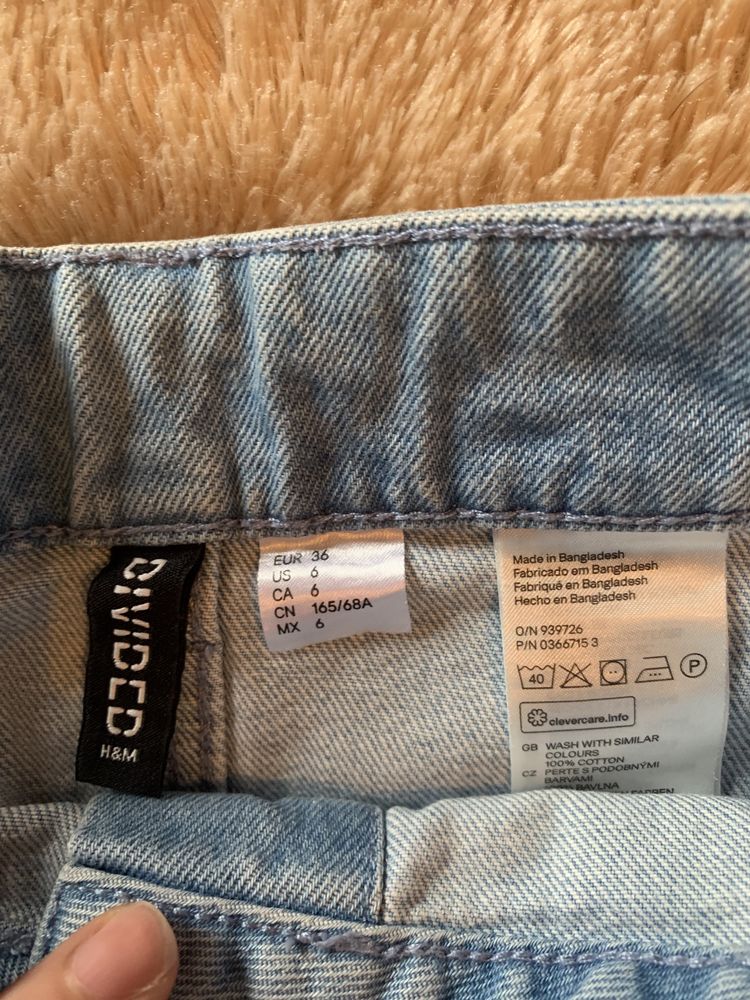 DIVIDED
H&M
EUR 36
US 6
CA 6
CN 165/68A
MX 6
Made in Bangladesh
Fabricado em Bangladesh
Fabriqué en Bangladesh
Hecho en Bangladesh
O/N 939726
P/N 0366715 3
40
P
clevercare.info
GB WASH WITH SIMILAR
COLOURS
100% COTTON
CZ PERTE S PODOBNÝMI
BARVAMI
BAVLNA
FARBEN